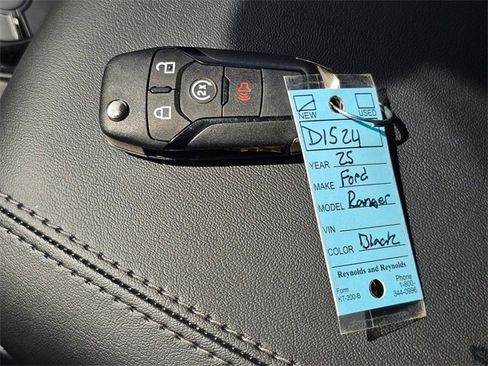 2x
NEW USED
D1524
YEAR 25
MAKE Ford
MODEL Ranger
VIN
COLOR Black
Reynolds and Reynolds
Form Phone
KT-200-B 1-800-
344-0996